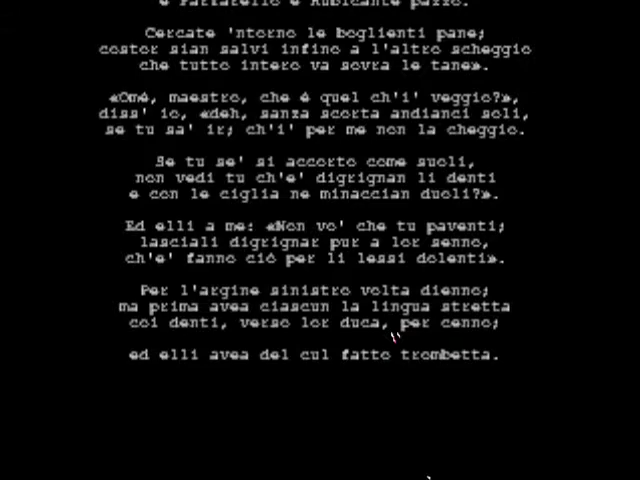 e Farfarello e Rubicante pazzo.
Cercate 'ntorno le boglienti pane;
costor sian salvi infino a l'altro scheggio
che tutto intero va sovra le tane».
«Omè, maestro, che è quel ch'i' veggio?»,
diss' io, «deh, sanza scorta andianci soli,
se tu sa' ir; ch'i' per me non la cheggio.
Se tu se' sì accorto come suoli,
non vedi tu ch'e' digrignan li denti
e con le ciglia ne minaccian duoli?».
Ed elli a me: «Non vo' che tu paventi;
lasciali digrignar pur a lor senno,
ch'e' fanno ciò per li lessi dolenti».
Per l'argine sinistro volta dienno;
ma prima avea ciascun la lingua stretta
coi denti, verso lor duca, per cenno;
ed elli avea del cul fatto trombetta.